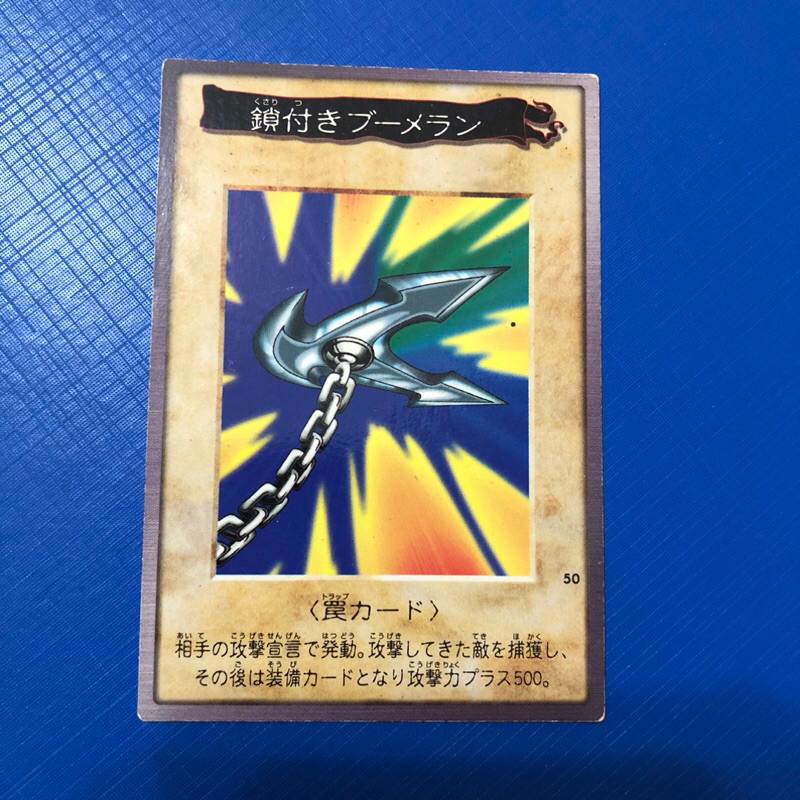 鎖付きブーメラン
50
〈罠カード〉
相手の攻撃宣言で発動。攻撃してきた敵を捕獲し、
その後は装備カードとなり攻撃力プラス500。